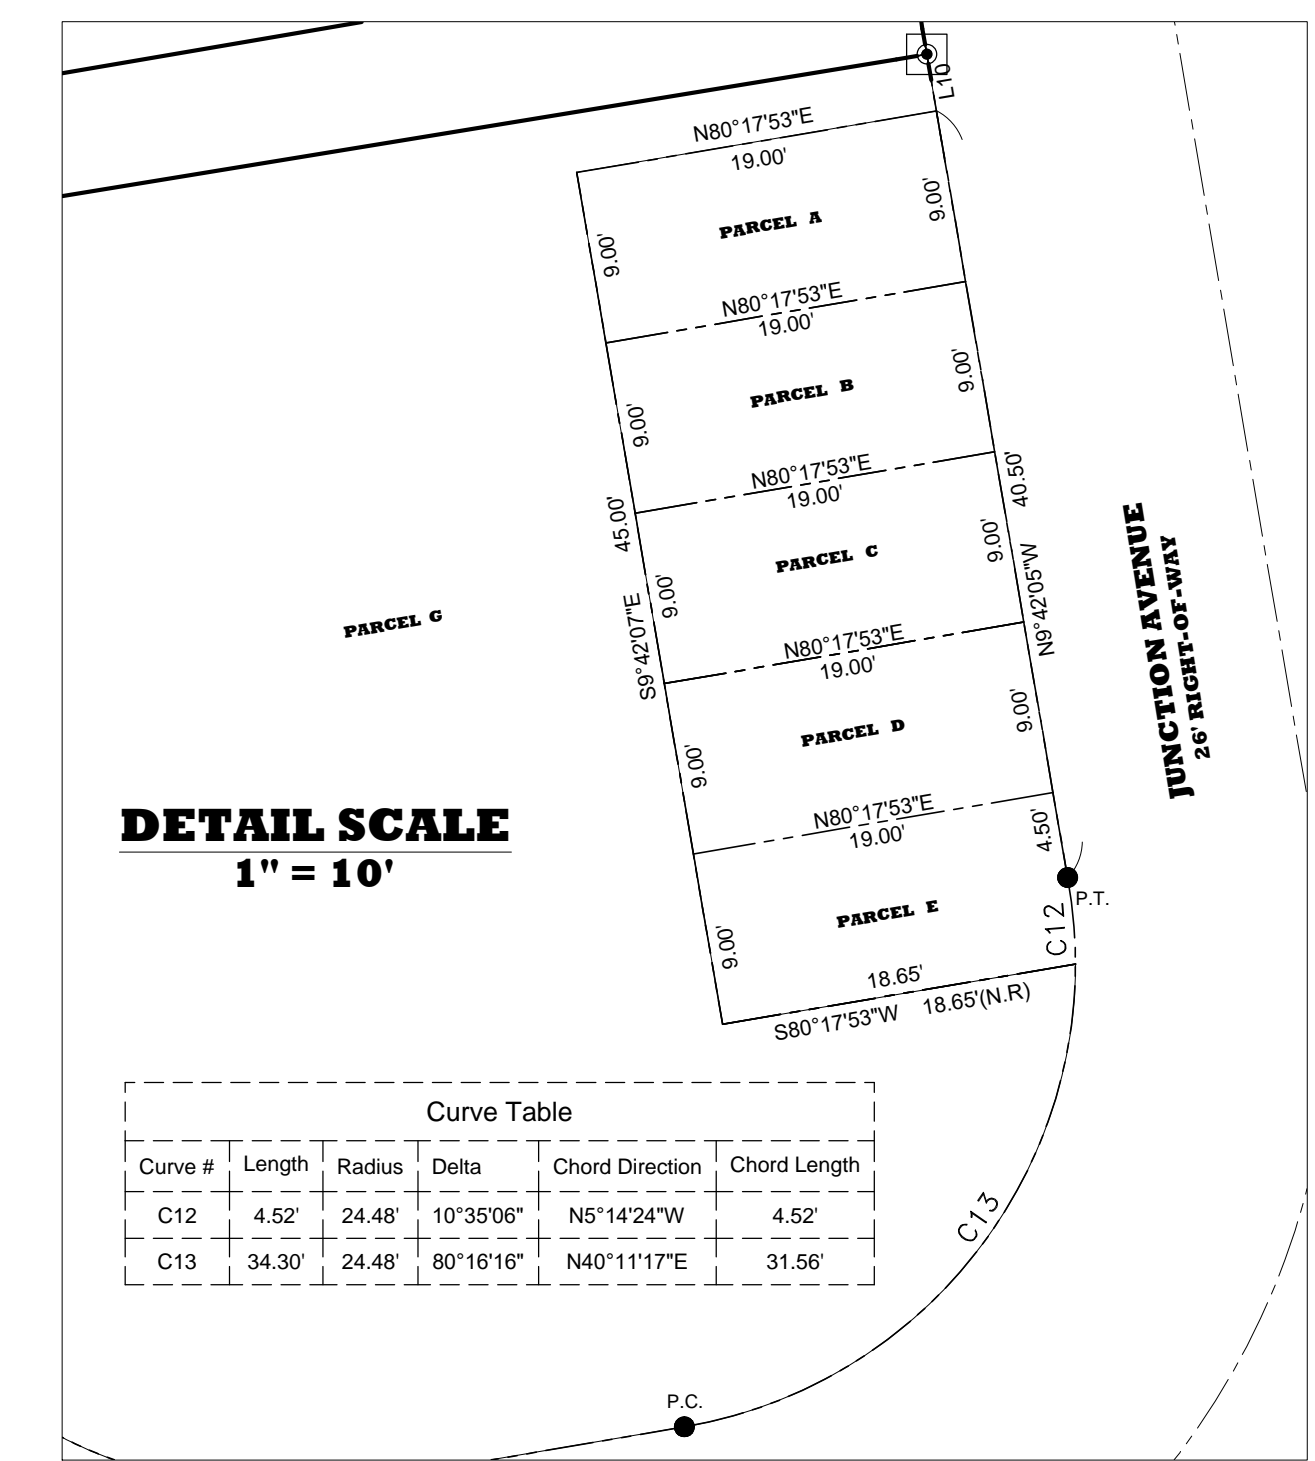 L10
N80°17'53"E
19.00'
9.00'
PARCEL A
9.00'
N80°17'53"E
19.00'
9.00'
PARCEL B
9.00'
N80°17'53"E
19.00'
45.00'
S9°42'07"E
40.50'
N9°42'05"W
9.00'
PARCEL C
9.00'
N80°17'53"E
19.00'
9.00'
PARCEL D
9.00'
N80°17'53"E
19.00'
4.50'
P.T.
C12
9.00'
PARCEL E
18.65'
S80°17'53"W 18.65'(N.R)
PARCEL G
JUNCTION AVENUE
26' RIGHT-OF-WAY
DETAIL SCALE
1" = 10'
Curve Table
Curve # Length Radius Delta Chord Direction Chord Length
C12 4.52' 24.48' 10°35'06" N5°14'24"W 4.52'
C13 34.30' 24.48' 80°16'16" N40°11'17"E 31.56'
C13
P.C.